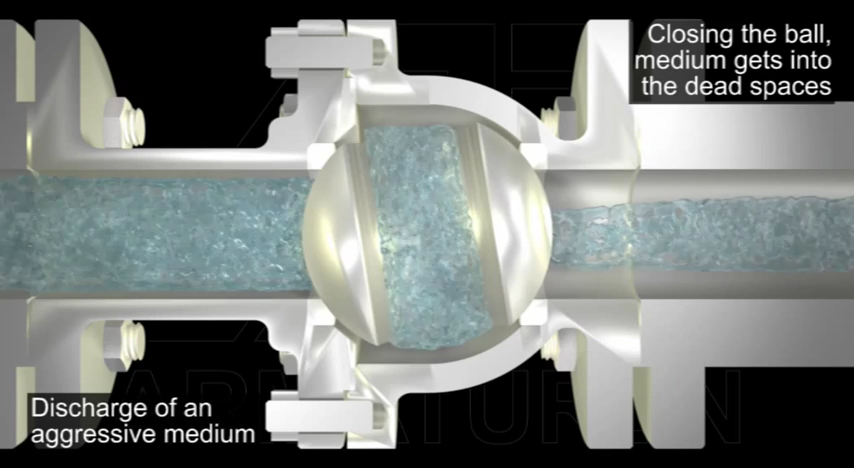 Closing the ball,
medium gets into
the dead spaces
Discharge of an
aggressive medium